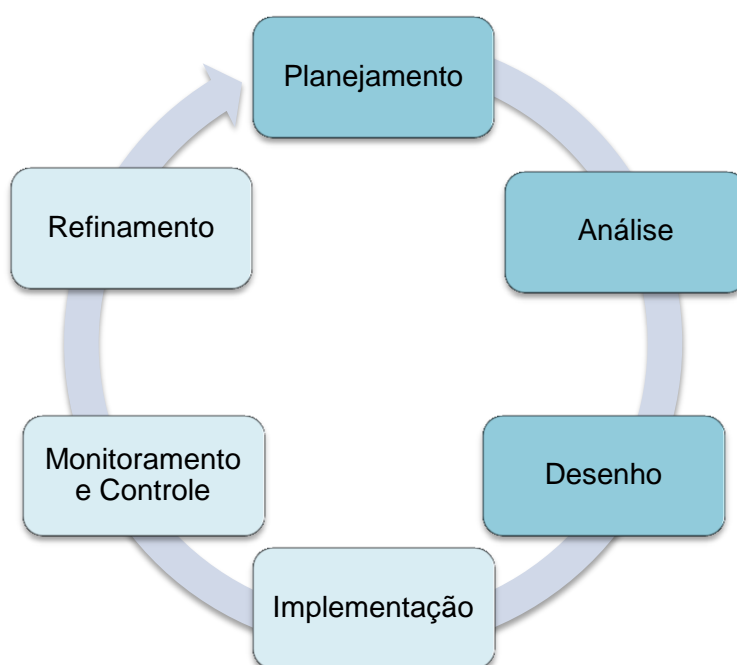 Planejamento
Análise
Desenho
Implementação
Monitoramento
e Controle
Refinamento